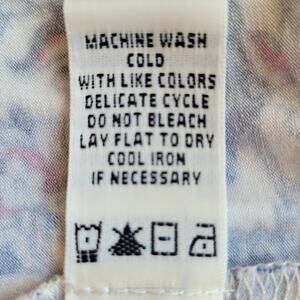 MACHINE WASH
COLD
WITH LIKE COLORS
DELICATE CYCLE
DO NOT BLEACH
LAY FLAT TO DRY
COOL IRON
IF NECESSARY